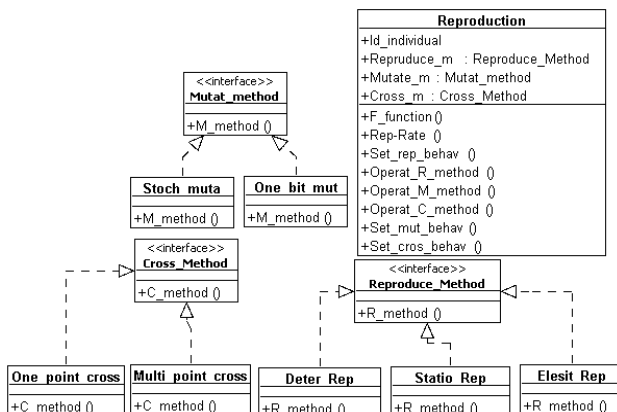 Reproduction
+Id_individual
+Repruduce_m : Reproduce_Method
+Mutate_m : Mutat_method
+Cross_m : Cross_Method
+F_function()
+Rep-Rate ()
+Set_rep_behav ()
+Operat_R_method()
+Operat_M_method()
+Operat_C_method()
+Set_mut_behav ()
+Set_cros_behav ()
<<interface>>
Mutat_method
+M_method ()
Stoch muta
+M_method ()
One bit mut
+M_method ()
<<interface>>
Cross_Method
+C_method ()
<<interface>>
Reproduce_Method
+R_method ()
One point cross
+C_method ()
Multi point cross
+C_method ()
Deter Rep
+R_method ()
Statio Rep
+R_method ()
Elesit Rep
+R_method ()